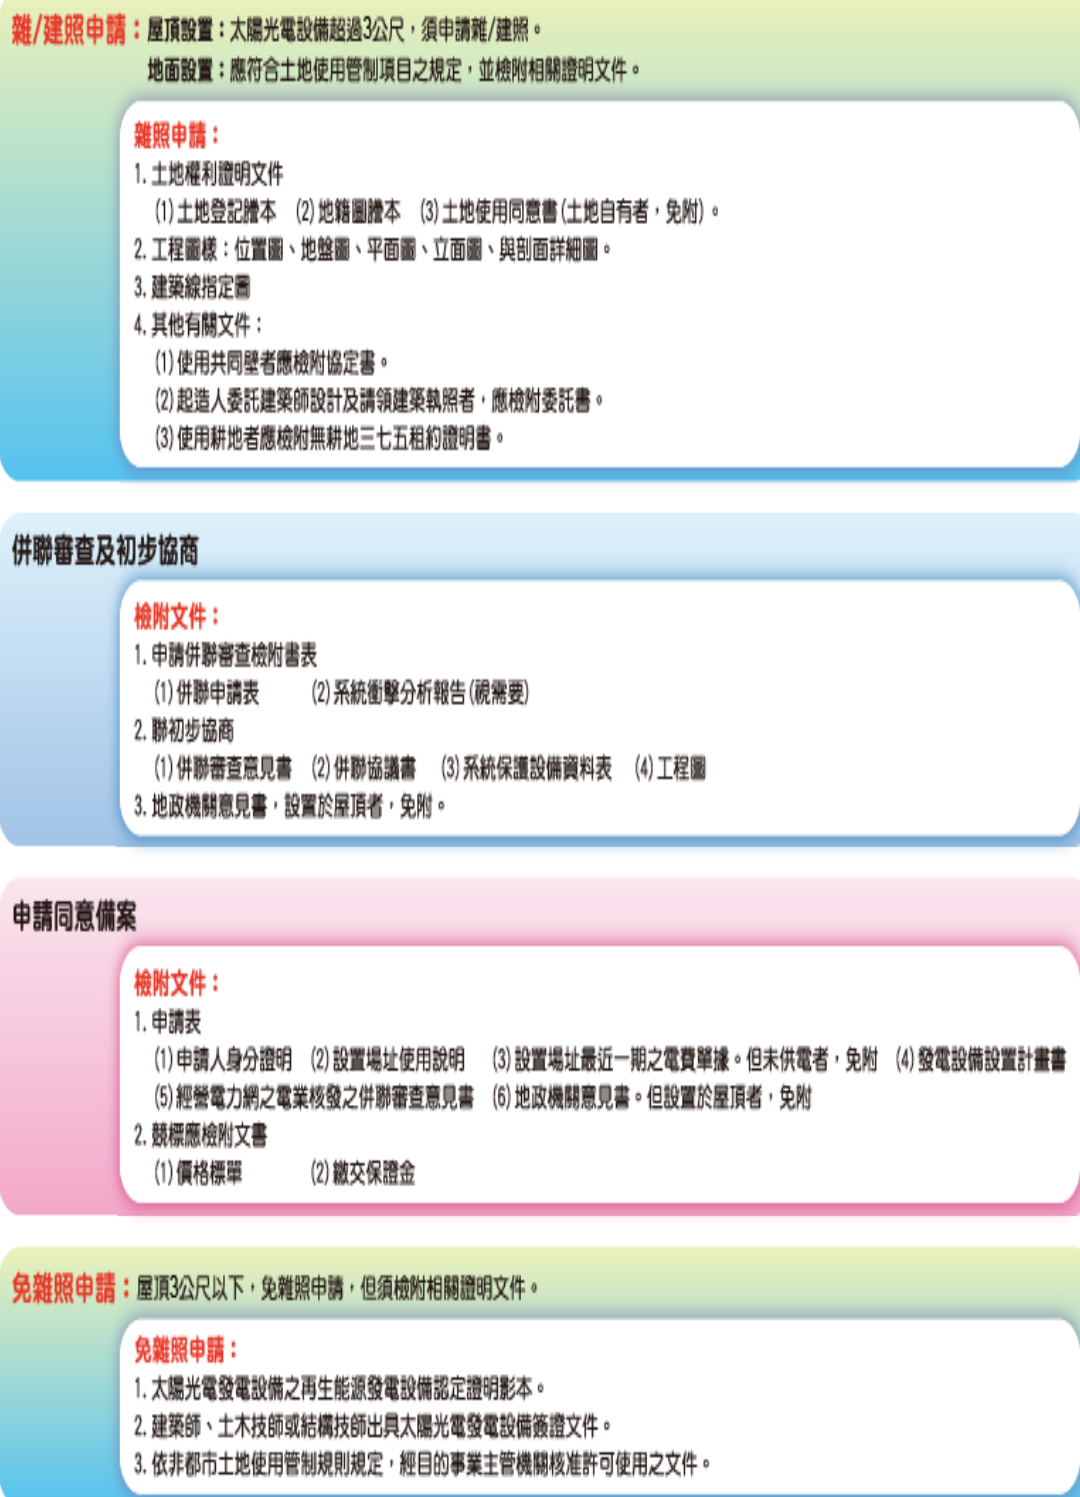 雜/建照申請：屋頂設置：太陽光電設備超過3公尺，須申請雜/建照。
地面設置：應符合土地使用管制項目之規定，並檢附相關證明文件。
雜照申請：
1. 土地權利證明文件
(1)土地登記謄本 (2)地籍圖謄本 (3)土地使用同意書(土地自有者，免附)。
2. 工程圖樣：位置圖、地盤圖、平面圖、立面圖、與剖面詳細圖。
3. 建築線指定圖
4. 其他有關文件：
(1)使用共同壁者應檢附協定書。
(2)起造人委託建築師設計及請領建築執照者，應檢附委託書。
(3)使用耕地者應檢附無耕地三七五租約證明書。
併聯審查及初步協商
檢附文件：
1. 申請併聯審查檢附書表
(1)併聯申請表 (2)系統衝擊分析報告(視需要)
2. 聯初步協商
(1)併聯審查意見書 (2)併聯協議書 (3)系統保護設備資料表 (4)工程圖
3. 地政機關意見書，設置於屋頂者，免附。
申請同意備案
檢附文件：
1. 申請表
(1)申請人身分證明 (2)設置場址使用說明 (3)設置場址最近一期之電費單據。但未供電者，免附 (4)發電設備設置計畫書
(5)經營電力網之電業核發之併聯審查意見書 (6)地政機關意見書。但設置於屋頂者，免附
2. 競標應檢附文書
(1)價格標單 (2)繳交保證金
免雜照申請：屋頂3公尺以下，免雜照申請，但須檢附相關證明文件。
免雜照申請：
1. 太陽光電發電設備之再生能源發電設備認定證明影本。
2. 建築師、土木技師或結構技師出具太陽光電發電設備簽證文件。
3. 依非都市土地使用管制規則規定，經目的事業主管機關核准許可使用之文件。